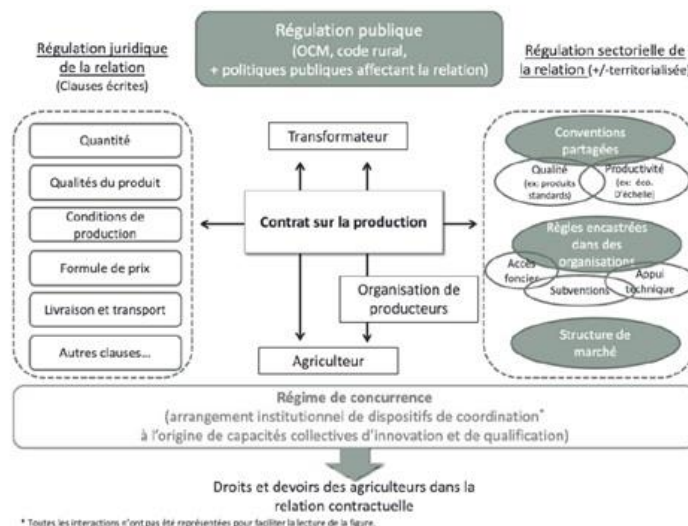 Régulation publique
(OCM, code rural,
+ politiques publiques affectant la relation)
Régulation juridique
de la relation
(Clauses écrites)
Quantité
Qualités du produit
Conditions de
production
Formule de prix
Livraison et transport
Autres clauses...
Transformateur
Contrat sur la production
Organisation de
producteurs
Agriculteur
Régulation sectorielle de
la relation (+/-territorialisée)
Conventions
partagées
Qualité
(ex: produits
standards)
Productivité
(ex: éco.
D'échelle)
Règles encastrées
dans des
organisations
Accès
foncier
Subventions
Appui
technique
Structure de
marché
Régime de concurrence
(arrangement institutionnel de dispositifs de coordination*
à l'origine de capacités collectives d'innovation et de qualification)
Droits et devoirs des agriculteurs dans la
relation contractuelle
* Toutes les interactions n'ont pas été représentées pour faciliter la lecture de la figure.